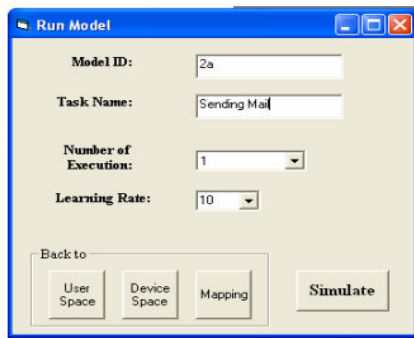 Run Model
Model ID:
2a
Task Name:
Sending Mail
Number of
Execution:
1
Learning Rate:
10
Back to
User
Space
Device
Space
Mapping
Simulate